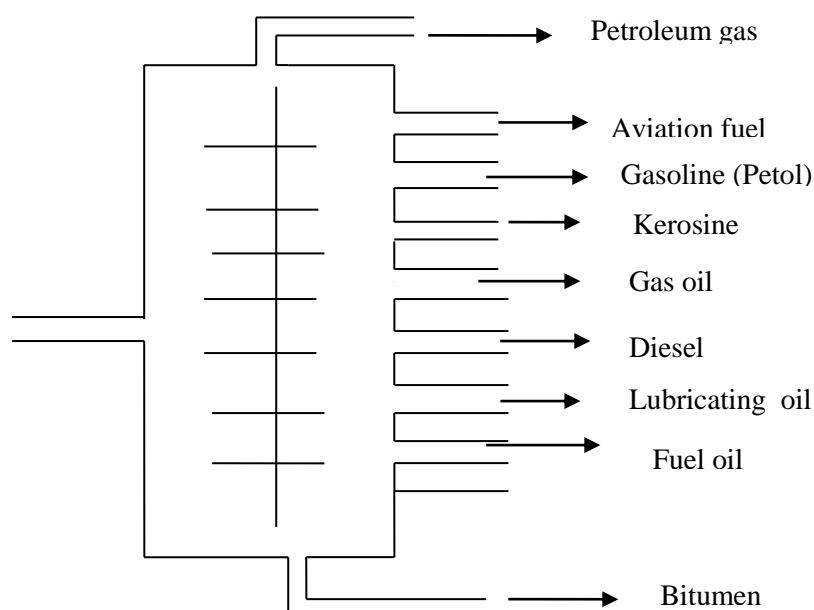 Petroleum gas
Aviation fuel
Gasoline (Petol)
Kerosine
Gas oil
Diesel
Lubricating oil
Fuel oil
Bitumen